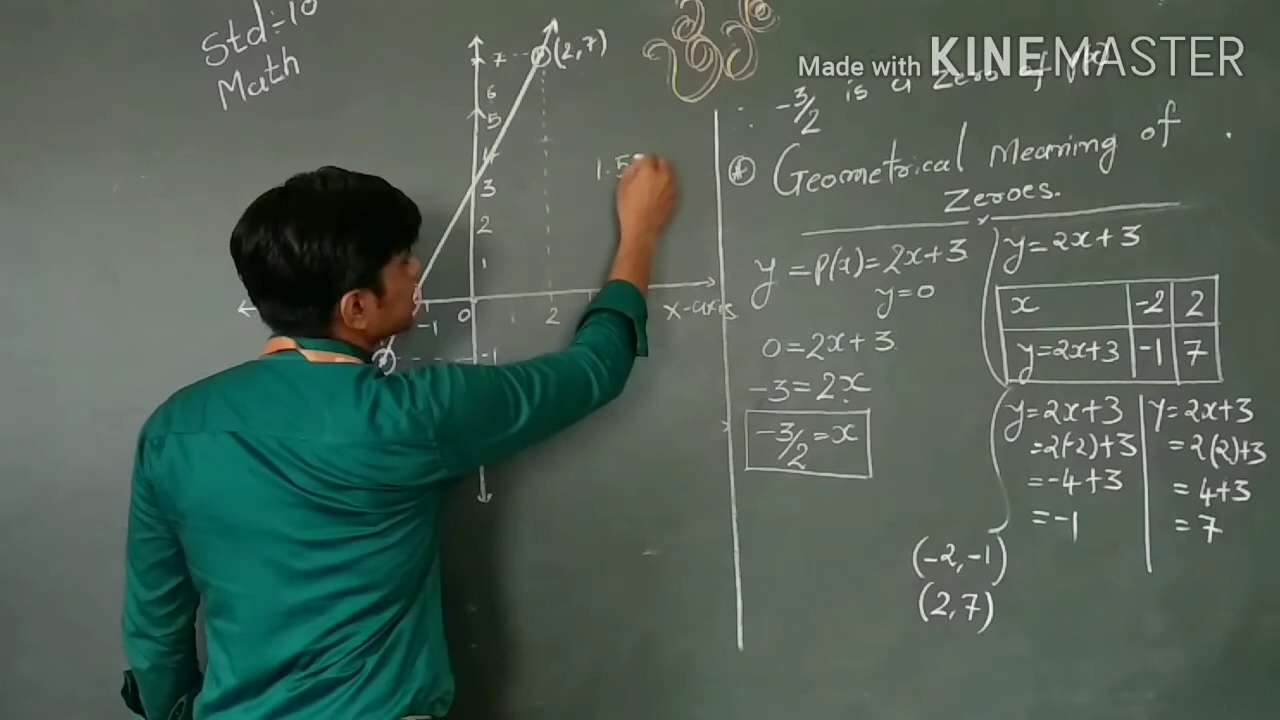 Std:-10
Math
7
(2,7)
6
5
4
3
2
1
-1
0
1
2
x-axis
-1
1.5
Made with KINEMASTER
∴ -3/2 is a zero of
* Geometrical Meaning of
Zeroes.
y=P(x)=2x+3
y=0
0=2x+3
-3=2x
-3/2=x
y=2x+3
x -2 2
y=2x+3 -1 7
y=2x+3
=2(-2)+3
=-4+3
=-1
y=2x+3
=2(2)+3
=4+3
=7
(-2,-1)
(2,7)